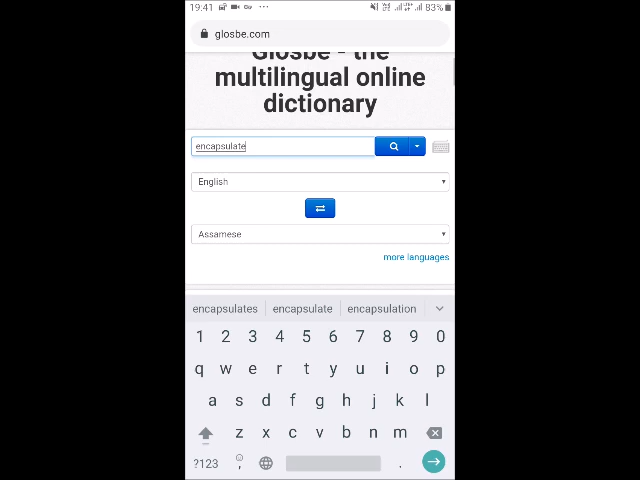 19:41
83%
glosbe.com
Glosbe - the
multilingual online
dictionary
encapsulate
English
Assamese
more languages
encapsulates encapsulate encapsulation
1 2 3 4 5 6 7 8 9 0
q w e r t y u i o p
a s d f g h j k l
z x c v b n m
?123 , .